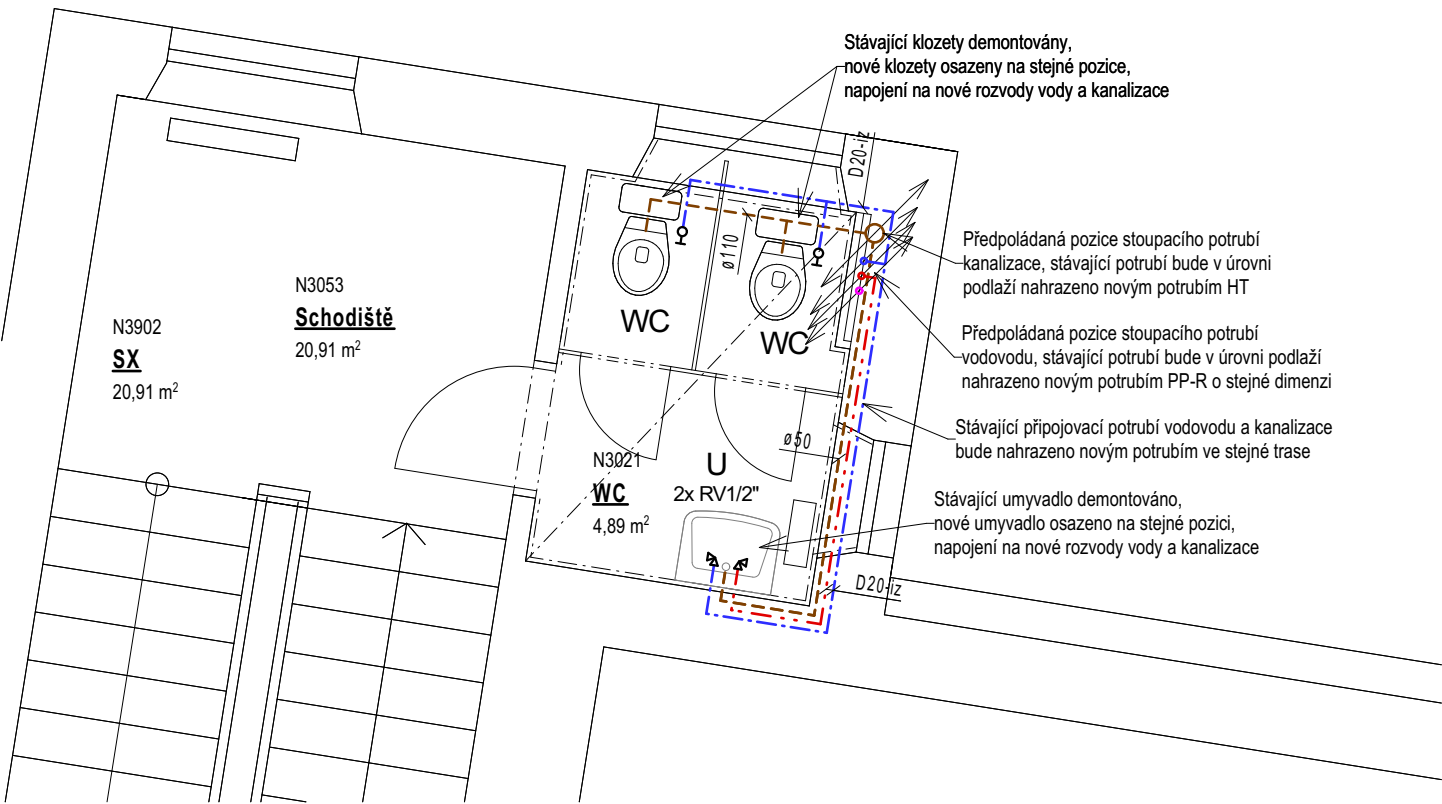 Stávající klozety demontovány,
nové klozety osazeny na stejné pozice,
napojení na nové rozvody vody a kanalizace
D20-iz
Předpoládaná pozice stoupacího potrubí
kanalizace, stávající potrubí bude v úrovni
podlaží nahrazeno novým potrubím HT
ø110
N3053
Schodiště
20,91 m²
N3902
SX
20,91 m²
WC
WC
Předpoládaná pozice stoupacího potrubí
vodovodu, stávající potrubí bude v úrovni podlaží
nahrazeno novým potrubím PP-R o stejné dimenzi
Stávající připojovací potrubí vodovodu a kanalizace
bude nahrazeno novým potrubím ve stejné trase
ø50
N3021
WC
4,89 m²
U
2x RV1/2"
Stávající umyvadlo demontováno,
nové umyvadlo osazeno na stejné pozici,
napojení na nové rozvody vody a kanalizace
D20-iz